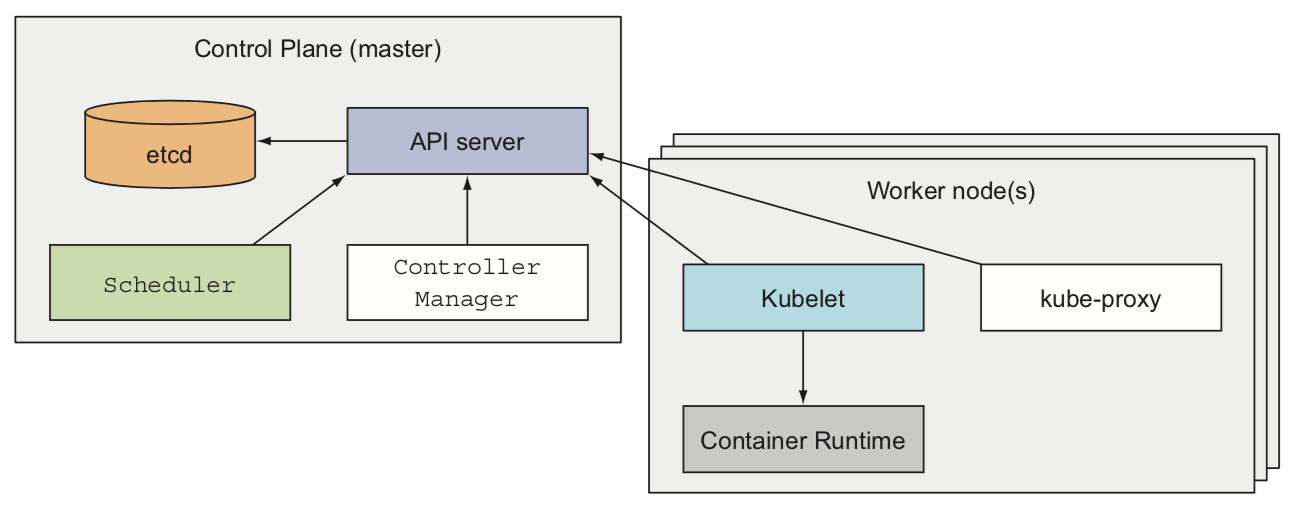 Control Plane (master)
etcd
API server
Scheduler
Controller
Manager
Worker node(s)
Kubelet
kube-proxy
Container Runtime